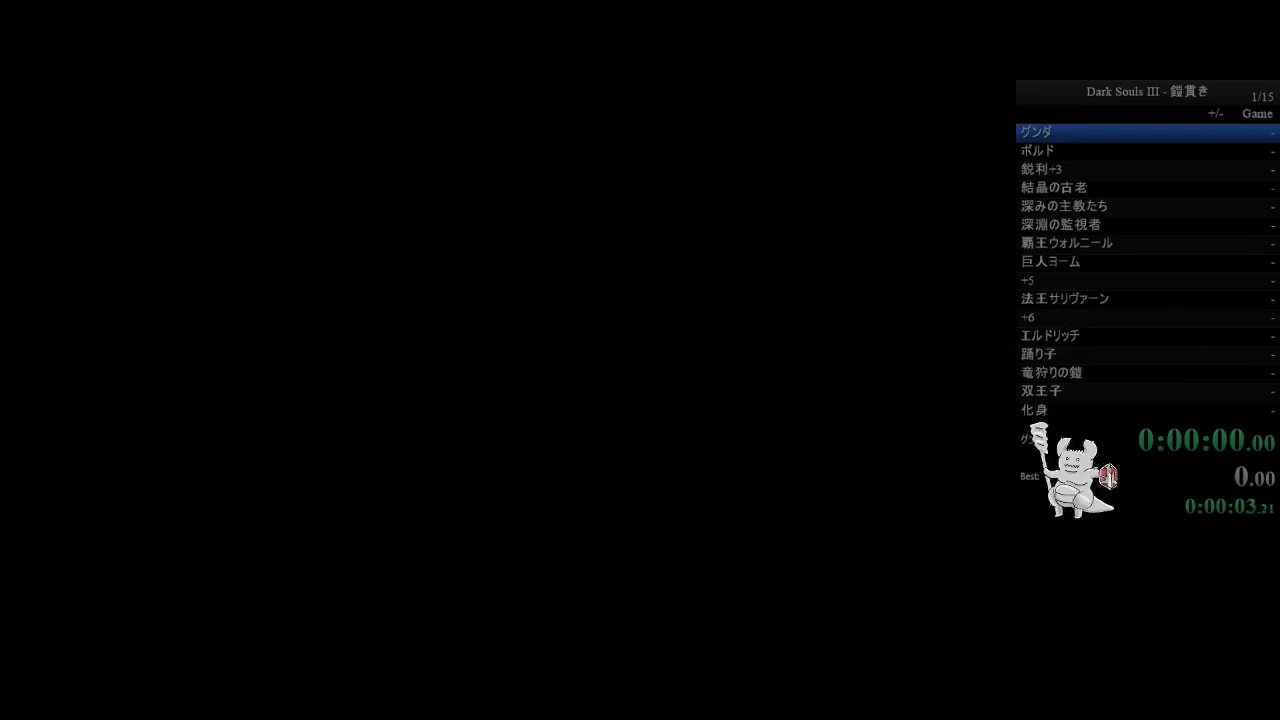 Dark Souls III - 鎧貫き
1/15
+/- Game
グンダ -
ボルド -
鋭利+3 -
結晶の古老 -
深みの主教たち -
深淵の監視者 -
覇王ウォルニール -
巨人ヨーム -
+5 -
法王サリヴァーン -
+6 -
エルドリッチ -
踊り子 -
竜狩りの鎧 -
双王子 -
化身 -
0:00:00.00
Best: 0.00
0:00:03.21